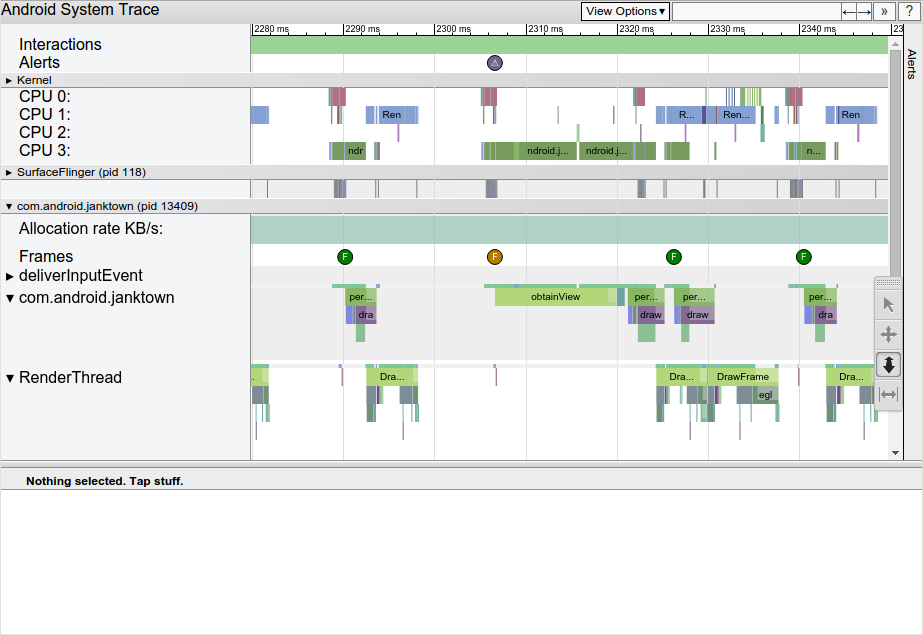 Android System Trace
View Options▾ ← → » ?
2280 ms 2290 ms 2300 ms 2310 ms 2320 ms 2330 ms 2340 ms 23
Interactions
Alerts
Alerts
▸ Kernel
CPU 0:
CPU 1: Ren R... Ren... Ren
CPU 2:
CPU 3: ndr ndroid.j... ndroid.j... n...
▸ SurfaceFlinger (pid 118)
▾ com.android.janktown (pid 13409)
Allocation rate KB/s:
Frames F F F F
▸ deliverInputEvent
▾ com.android.janktown per... obtainView per... per... per...
dra draw draw dra
▾ RenderThread . Dra... Dra... DrawFrame Dra...
egl
Nothing selected. Tap stuff.